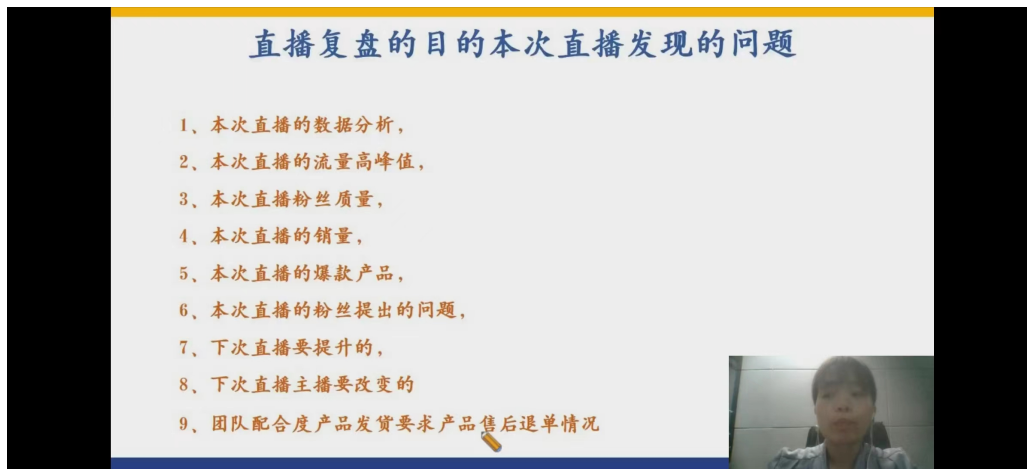 直播复盘的目的本次直播发现的问题
1、本次直播的数据分析，
2、本次直播的流量高峰值，
3、本次直播粉丝质量，
4、本次直播的销量，
5、本次直播的爆款产品，
6、本次直播的粉丝提出的问题，
7、下次直播要提升的，
8、下次直播主播要改变的
9、团队配合度产品发货要求产品售后退单情况